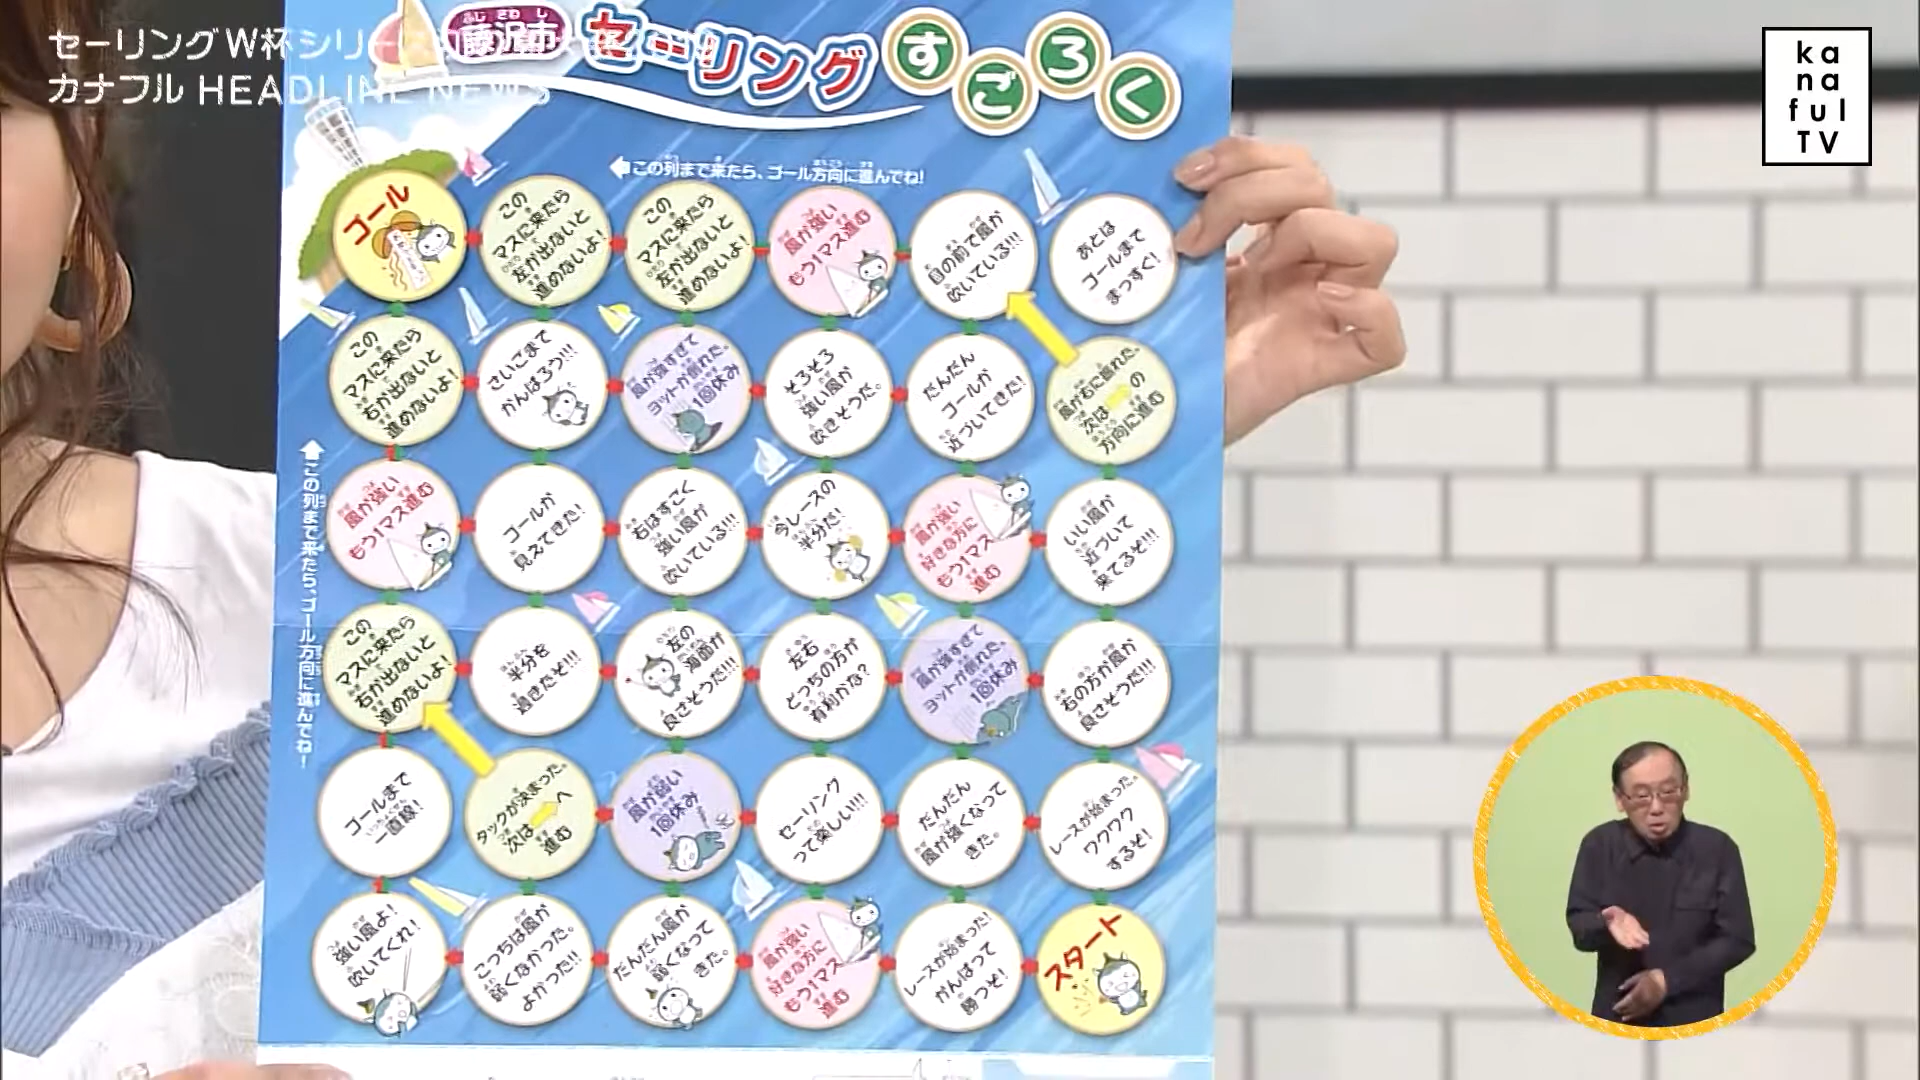 セーリングW杯シリーズ
カナフル HEADLINE NEWS
ka
na
ful
TV
ふじさわし
藤沢市
セーリング
すごろく
この列まで来たら、ゴール方向に進んでね!
ゴール
この
マスに来たら
左が出ないと
進めないよ!
この
マスに来たら
左が出ないと
進めないよ!
風が強い
もう1マス進む
目の前で風が
吹いている!!!
あとは
ゴールまで
まっすぐ!
この
マスに来たら
右が出ないと
進めないよ!
さいごまで
がんばろう!!!
風が強すぎて
ヨットが倒れた。
1回休み
そろそろ
強い風が
吹きそうだ。
だんだん
ゴールが
近づいてきた!
風が右に振れた。
次は の
方向に進む
この列まで来たら、ゴール方向に進んでね!
風が強い
もう1マス進む
ゴールが
見えてきた!
右はすごく
強い風が
吹いている!!!
今レースの
半分だ!
風が強い
好きな方に
もう1マス
進む
いい風が
近づいて
来てるぞ!!!
この
マスに来たら
右が出ないと
進めないよ!
半分を
過ぎたぞ!!!
左の
海面が
良さそうだ!!!
左右
どっちの方が
有利かな?
風が強すぎて
ヨットが倒れた。
1回休み
右の方が風が
良さそうだ!!!
ゴールまで
一直線!
タックが決まった。
次は へ
進む
風が弱い
1回休み
セーリング
って楽しい!!!
だんだん
風が強くなって
きた。
レースが始まった。
ワクワク
するぞ!
強い風よ!
吹いてくれ!
こっちは風が
弱くなかった。
よかった!!
だんだん風が
弱くなって
きた。
風が強い
好きな方に
もう1マス
進む
レースが始まった!
がんばって
勝つぞ!
スタート